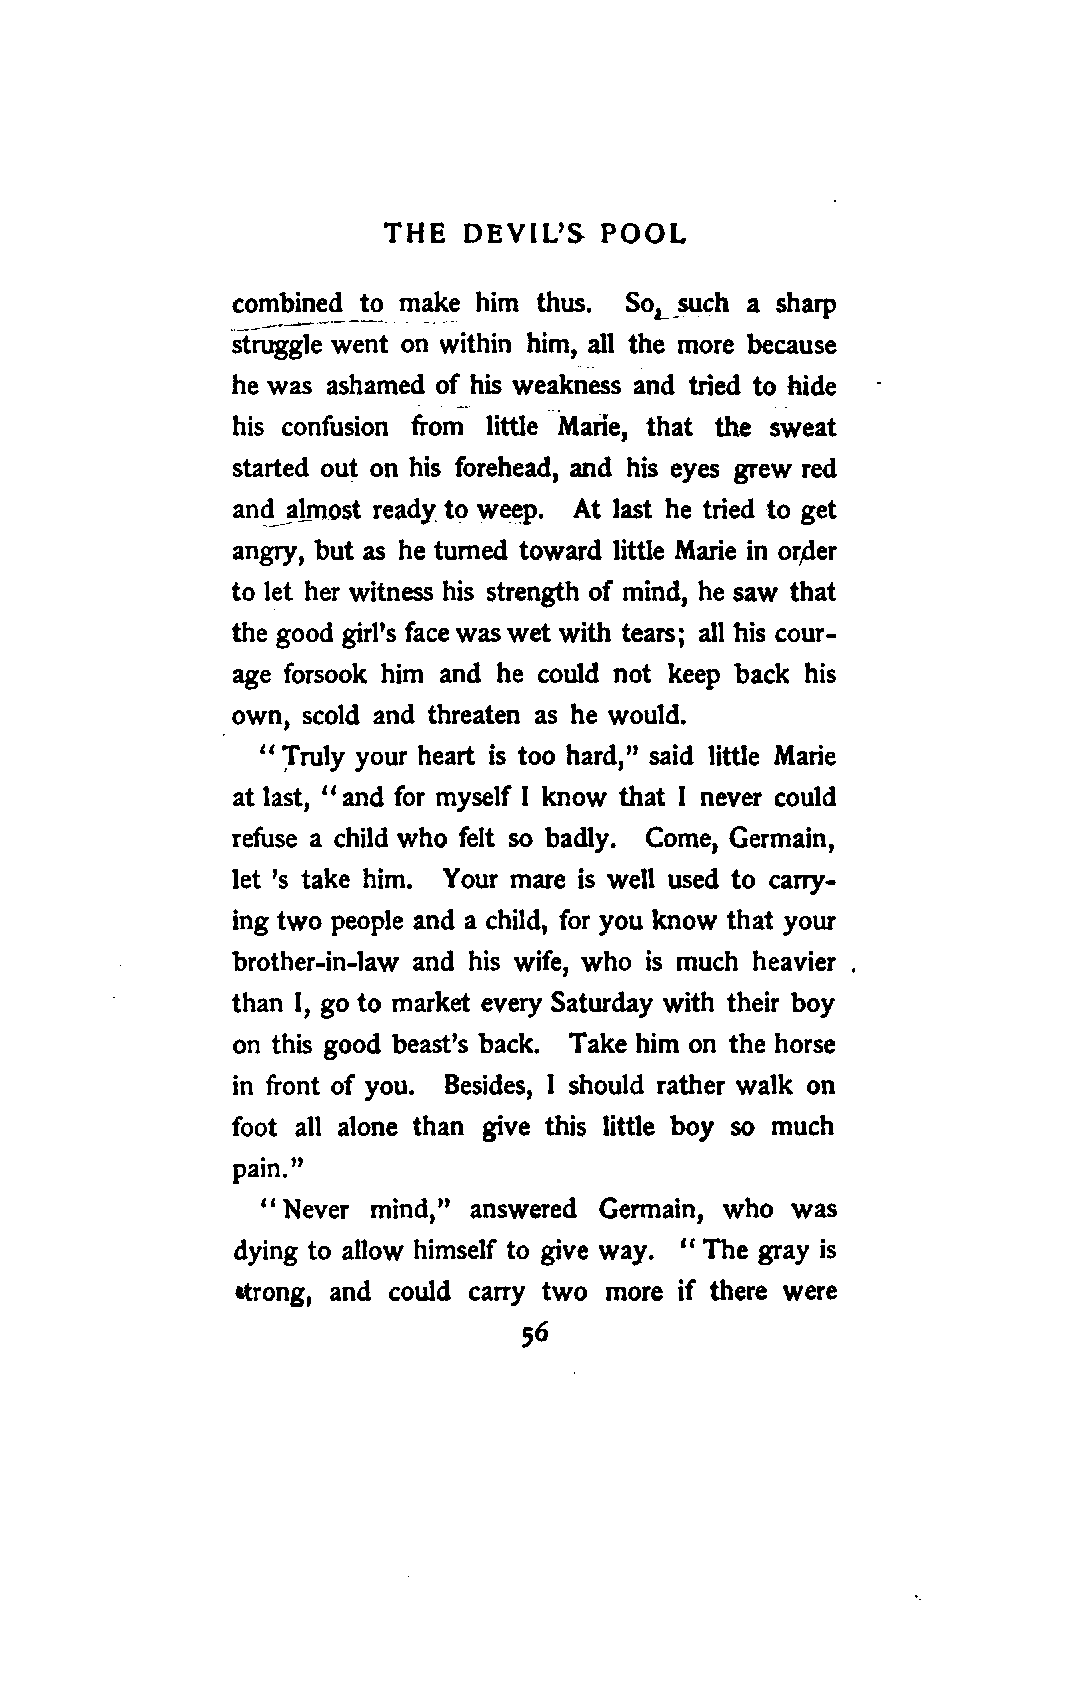 THE DEVIL'S POOL
combined to make him thus. So, such a sharp
struggle went on within him, all the more because
he was ashamed of his weakness and tried to hide
his confusion from little Marie, that the sweat
started out on his forehead, and his eyes grew red
and almost ready to weep. At last he tried to get
angry, but as he turned toward little Marie in order
to let her witness his strength of mind, he saw that
the good girl's face was wet with tears; all his cour-
age forsook him and he could not keep back his
own, scold and threaten as he would.
"Truly your heart is too hard," said little Marie
at last, "and for myself I know that I never could
refuse a child who felt so badly. Come, Germain,
let 's take him. Your mare is well used to carry-
ing two people and a child, for you know that your
brother-in-law and his wife, who is much heavier
than I, go to market every Saturday with their boy
on this good beast's back. Take him on the horse
in front of you. Besides, I should rather walk on
foot all alone than give this little boy so much
pain."
"Never mind," answered Germain, who was
dying to allow himself to give way. "The gray is
strong, and could carry two more if there were
56